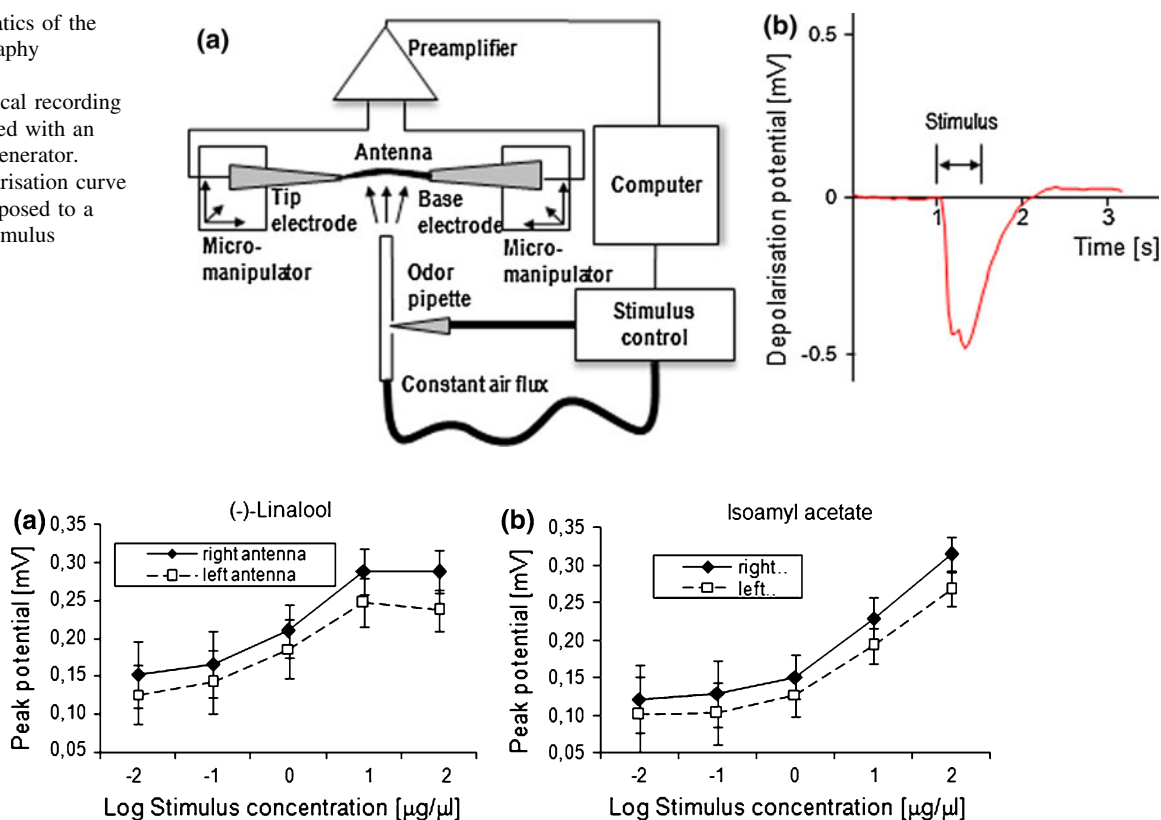 tics of the
aphy
cal recording
ed with an
enerator.
arisation curve
posed to a
mulus
(a)
Preamplifier
Antenna
Tip
electrode
Base
electrode
Micro-
manipulator
Micro-
manipulator
Computer
Odor
pipette
Stimulus
control
Constant air flux
(b)
Depolarisation potential [mV]
0.5
0
-0.5
Stimulus
1
2
3
Time [s]
(a)
(-)-Linalool
Peak potential [mV]
0,35
0,30
0,25
0,20
0,15
0,10
0,05
right antenna
left antenna
-2
-1
0
1
2
Log Stimulus concentration [µg/µl]
(b)
Isoamyl acetate
Peak potential [mV]
0,35
0,30
0,25
0,20
0,15
0,10
0,05
right..
left..
-2
-1
0
1
2
Log Stimulus concentration [µg/µl]